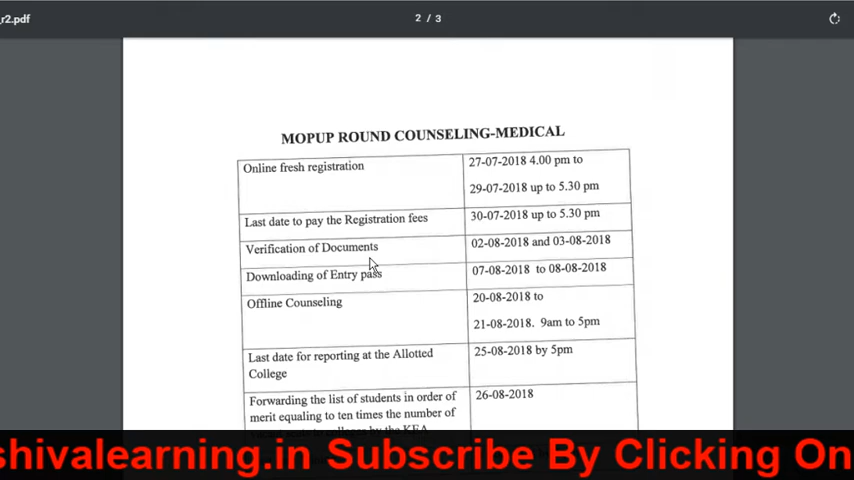 r2.pdf
2 / 3
MOPUP ROUND COUNSELING-MEDICAL
Online fresh registration
27-07-2018 4.00 pm to
29-07-2018 up to 5.30 pm
Last date to pay the Registration fees
30-07-2018 up to 5.30 pm
Verification of Documents
02-08-2018 and 03-08-2018
Downloading of Entry pass
07-08-2018 to 08-08-2018
Offline Counseling
20-08-2018 to
21-08-2018. 9am to 5pm
Last date for reporting at the Allotted
College
25-08-2018 by 5pm
Forwarding the list of students in order of
merit equaling to ten times the number of
by the KEA
26-08-2018
shivalearning.in Subscribe By Clicking On